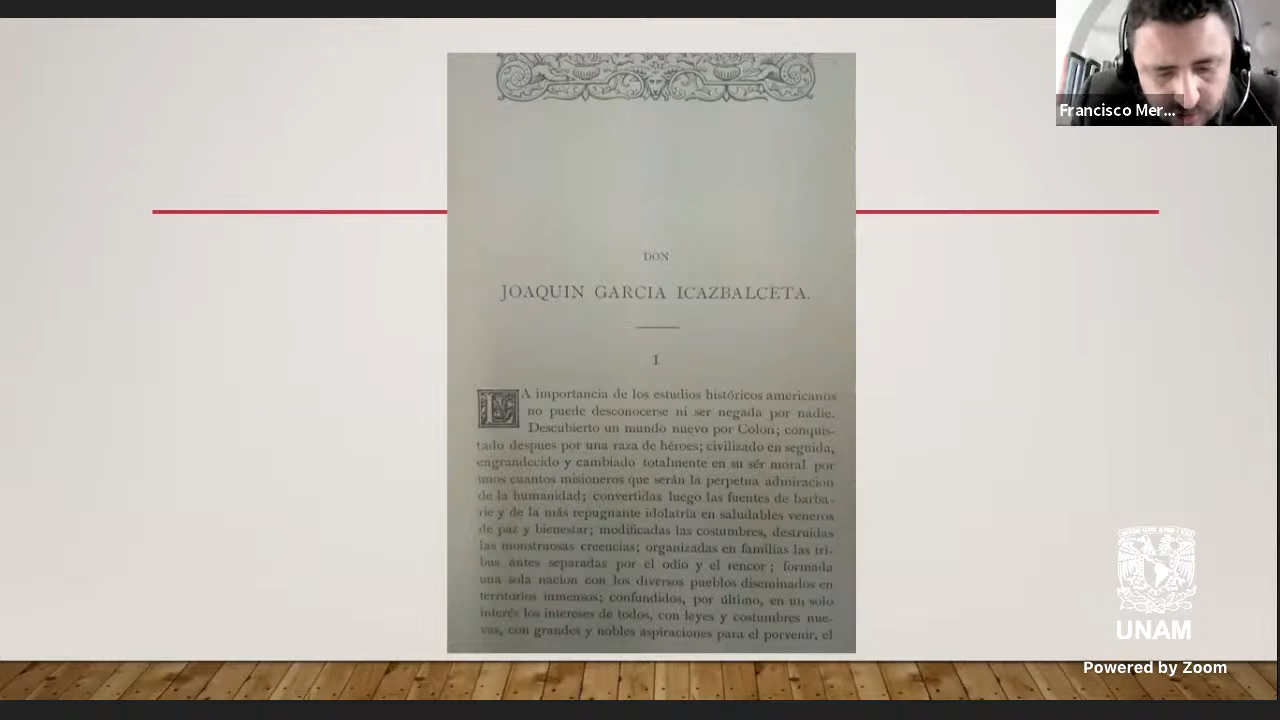 Francisco Mer...
DON
JOAQUIN GARCIA ICAZBALCETA.
I
LA importancia de los estudios históricos americanos
no puede desconocerse ni ser negada por nadie.
Descubierto un mundo nuevo por Colon; conquis-
tado despues por una raza de héroes; civilizado en seguida,
engrandecido y cambiado totalmente en su sér moral por
unos cuantos misioneros que serán la perpetua admiracion
de la humanidad; convertidas luego las fuentes de barba-
rie y de la más repugnante idolatría en saludables veneros
de paz y bienestar; modificadas las costumbres, destruidas
las monstruosas creencias; organizadas en familias las tri-
bus ántes separadas por el odio y el rencor; formada
una sola nacion con los diversos pueblos diseminados en
territorios inmensos; confundidos, por último, en un solo
interés los intereses de todos, con leyes y costumbres nue-
vas, con grandes y nobles aspiraciones para el porvenir, el
UNAM
Powered by Zoom